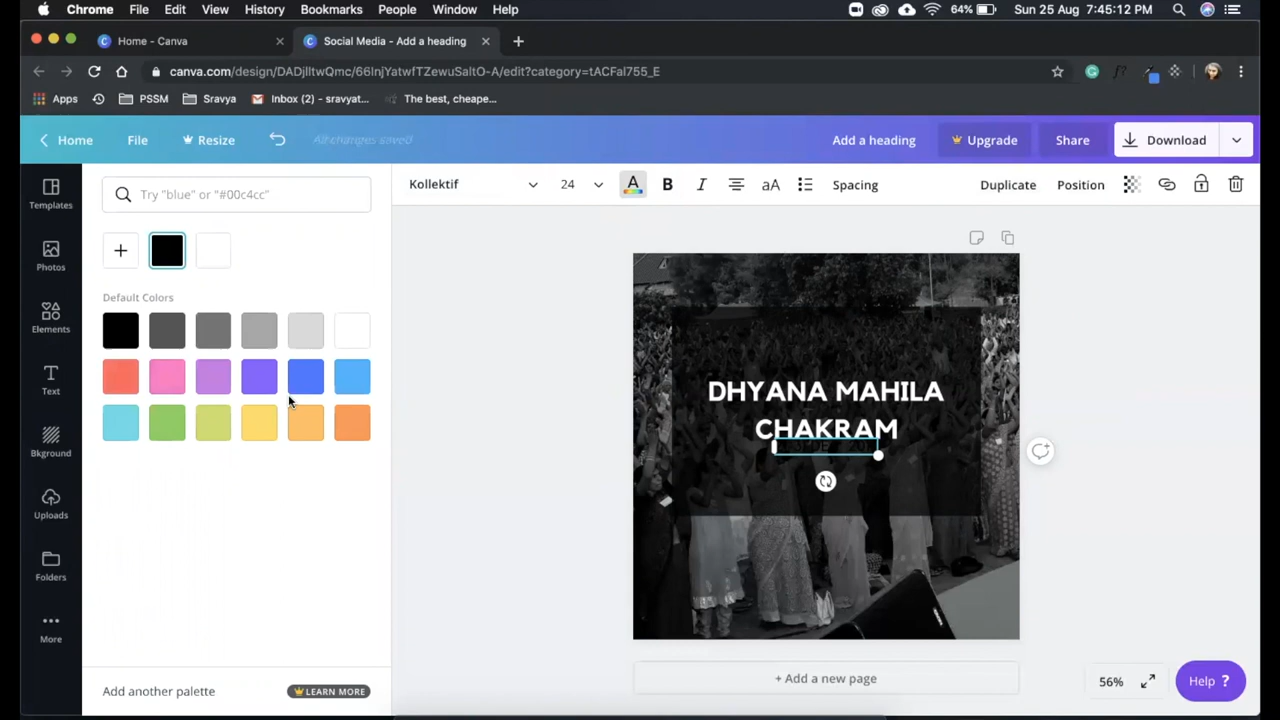 Chrome File Edit View History Bookmarks People Window Help 64% Sun 25 Aug 7:45:12 PM
Home - Canva Social Media - Add a heading
canva.com/design/DADjlltwQmc/66lnjYatwfTZewuSaltO-A/edit?category=tACFal755_E
Apps PSSM Sravya Inbox (2) - sravyat... The best, cheape...
Home File Resize All changes saved Add a heading Upgrade Share Download
Templates
Photos
Elements
Text
Bkground
Uploads
Folders
More
Try "blue" or "#00c4cc"
Default Colors
Add another palette LEARN MORE
Kollektif 24 A B I aA Spacing Duplicate Position
DHYANA MAHILA
CHAKRAM
+ Add a new page
56%
Help ?